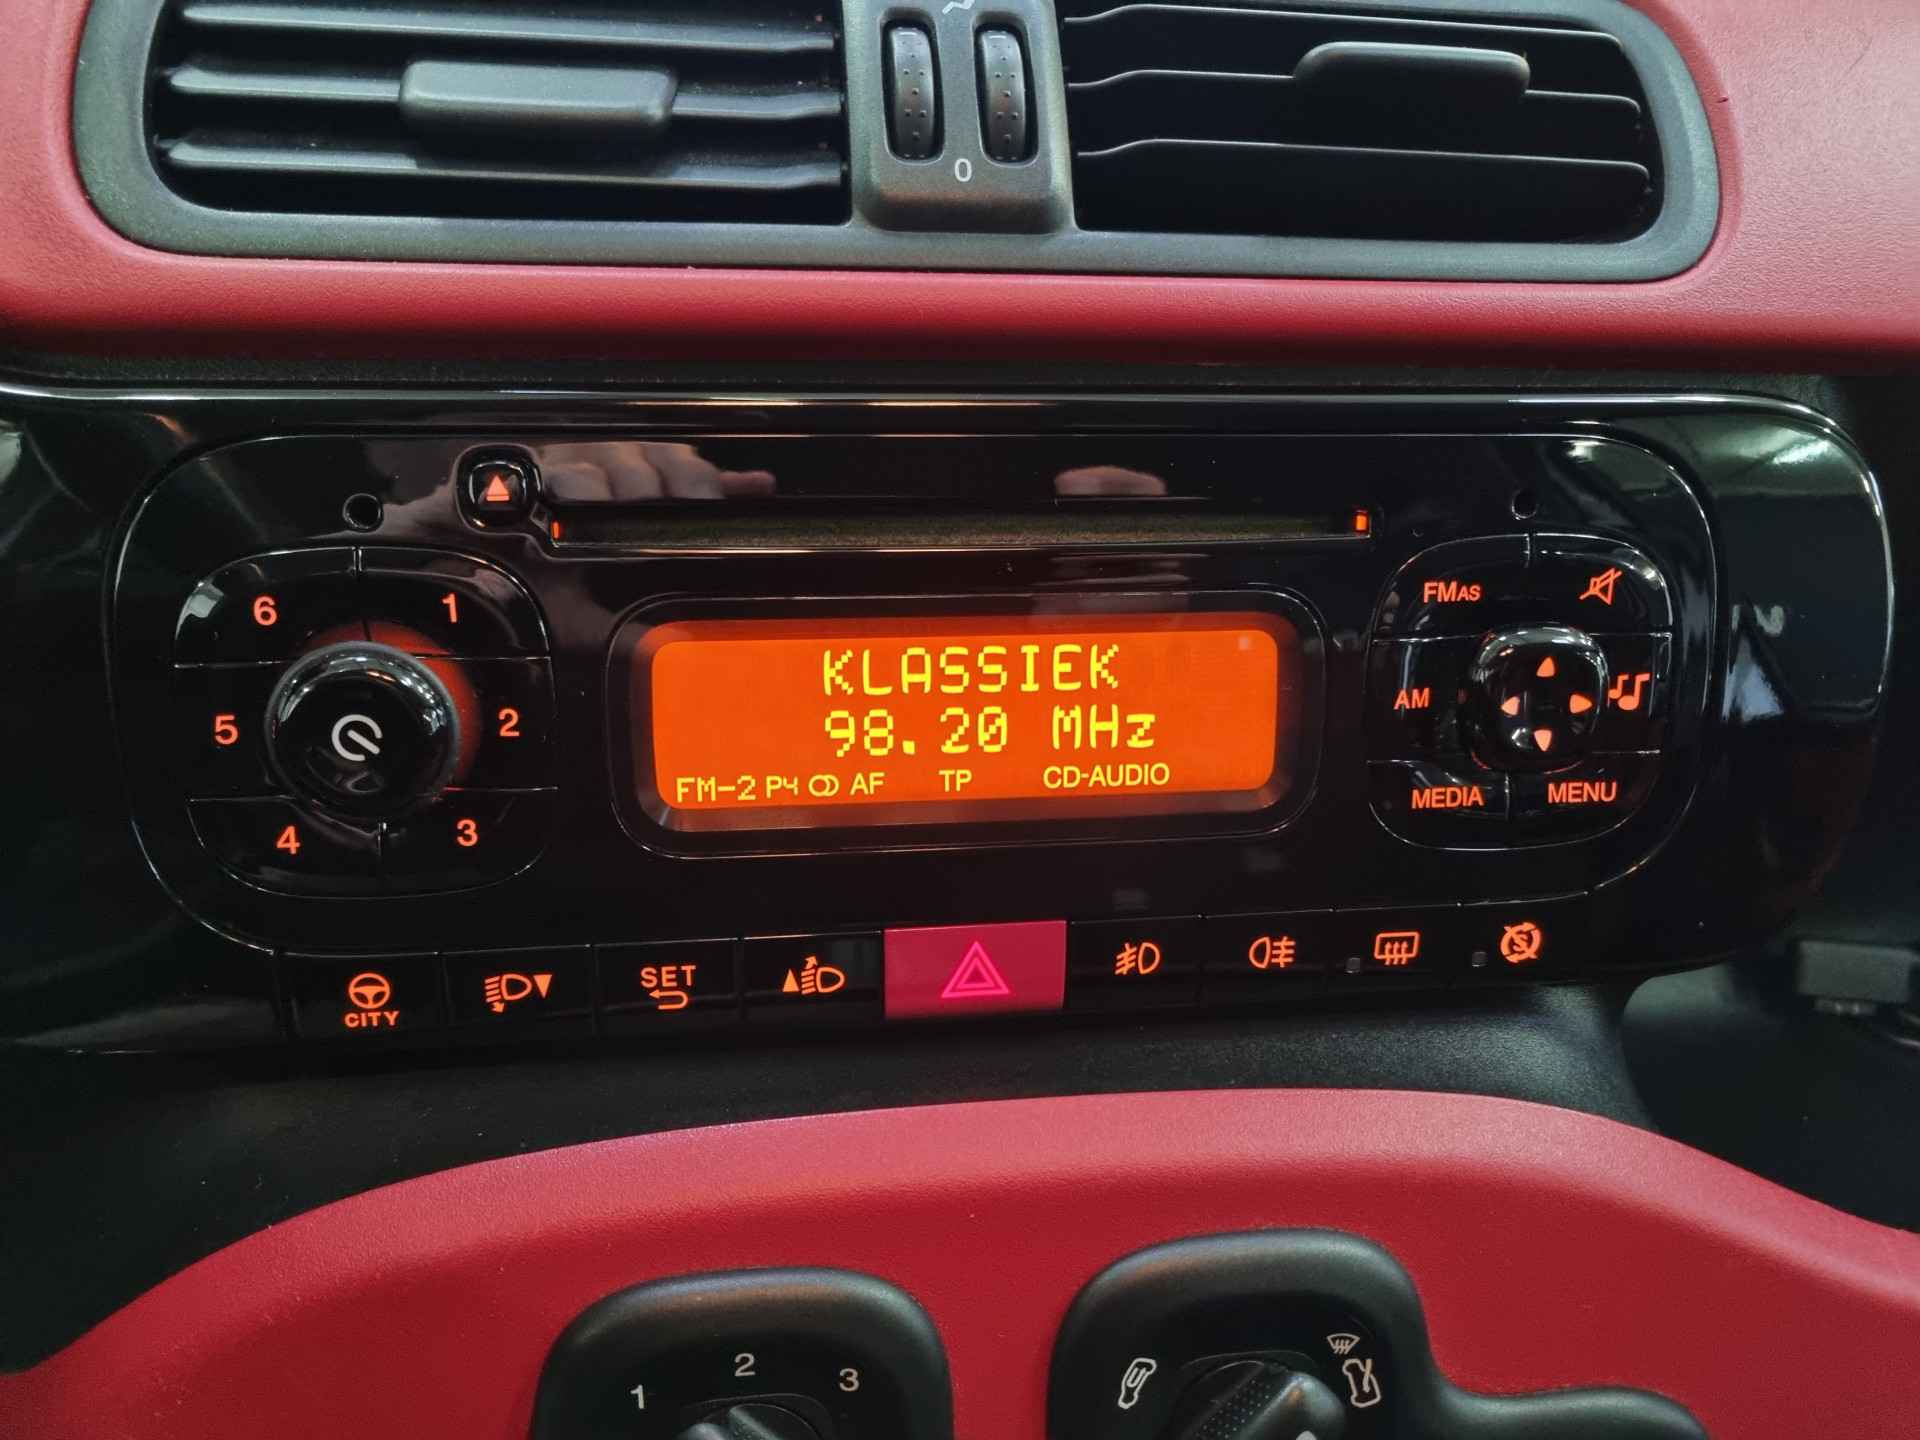 0
6 1
5 2
4 3
KLASSIEK
98.20 MHz
FM-2 P4 AF TP CD-AUDIO
FMAS
AM
MEDIA MENU
CITY
SET
1 2 3